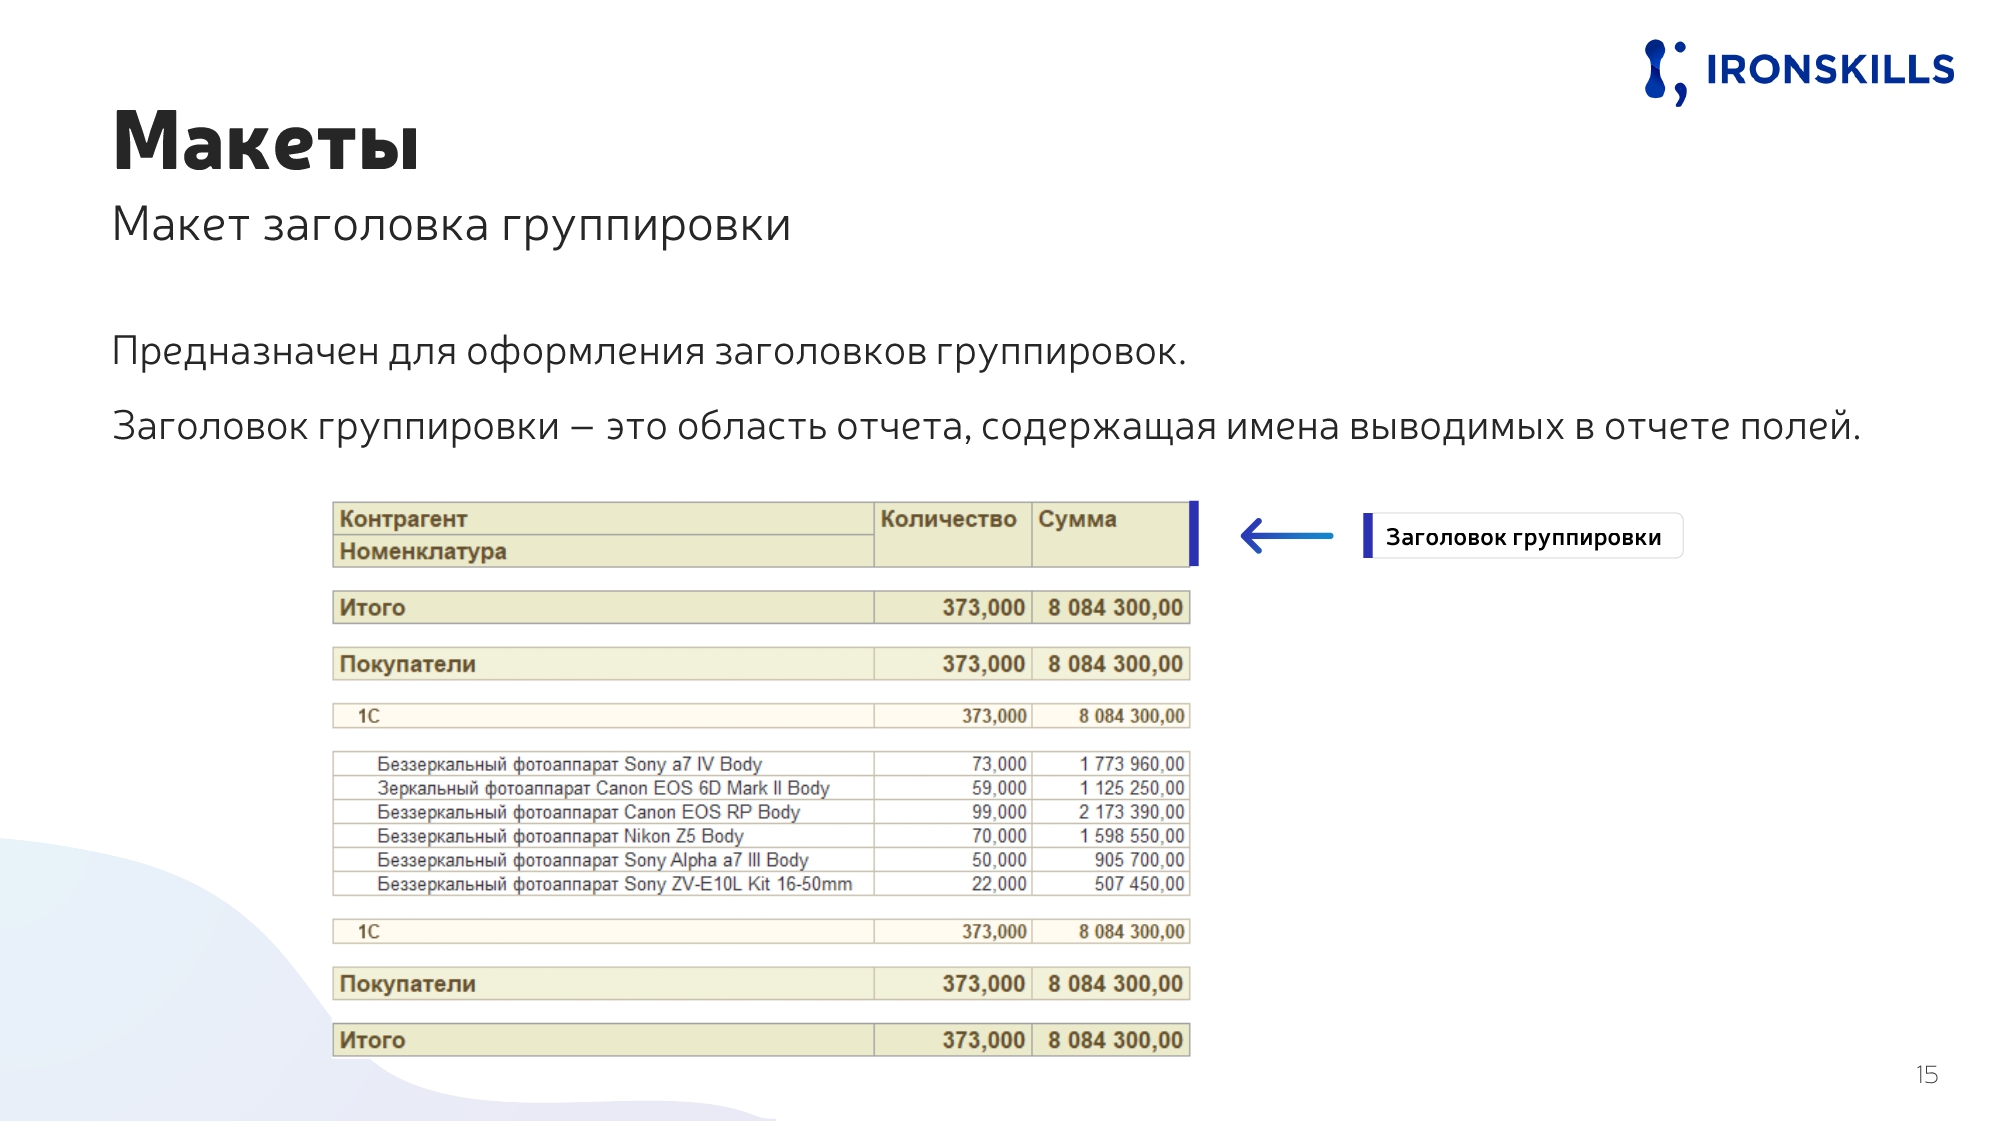 IRONSKILLS
Макеты
Макет заголовка группировки
Предназначен для оформления заголовков группировок.
Заголовок группировки – это область отчета, содержащая имена выводимых в отчете полей.
Контрагент Количество Сумма
Номенклатура
Заголовок группировки
Итого 373,000 8 084 300,00
Покупатели 373,000 8 084 300,00
1С 373,000 8 084 300,00
Беззеркальный фотоаппарат Sony a7 IV Body 73,000 1 773 960,00
Зеркальный фотоаппарат Canon EOS 6D Mark II Body 59,000 1 125 250,00
Беззеркальный фотоаппарат Canon EOS RP Body 99,000 2 173 390,00
Беззеркальный фотоаппарат Nikon Z5 Body 70,000 1 598 550,00
Беззеркальный фотоаппарат Sony Alpha a7 III Body 50,000 905 700,00
Беззеркальный фотоаппарат Sony ZV-E10L Kit 16-50mm 22,000 507 450,00
1С 373,000 8 084 300,00
Покупатели 373,000 8 084 300,00
Итого 373,000 8 084 300,00
15